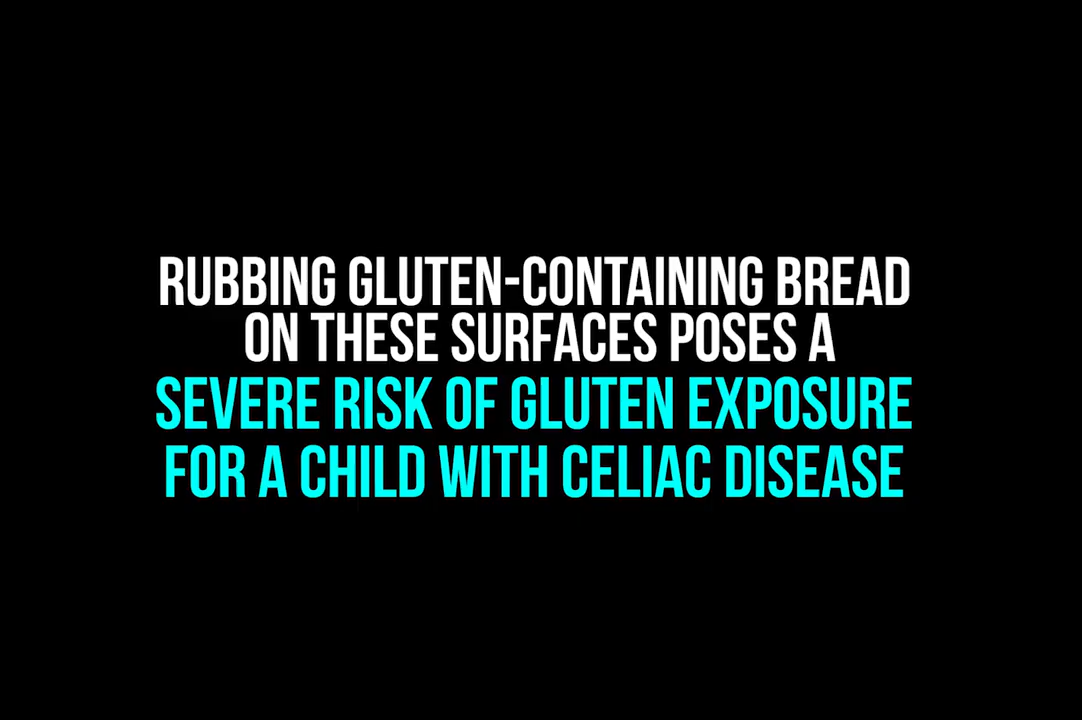 RUBBING GLUTEN-CONTAINING BREAD
ON THESE SURFACES POSES A
SEVERE RISK OF GLUTEN EXPOSURE
FOR A CHILD WITH CELIAC DISEASE